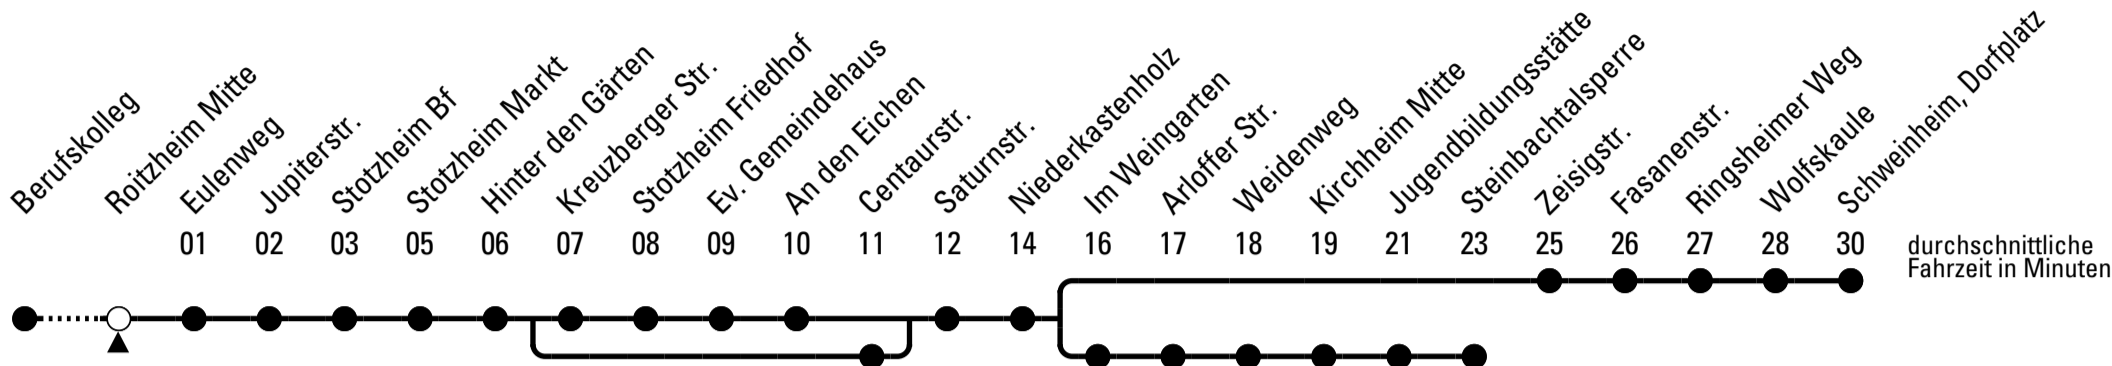 Berufskolleg
Roitzheim Mitte
Eulenweg
Jupiterstr.
Stotzheim Bf
Stotzheim Markt
Hinter den Gärten
Kreuzberger Str.
Stotzheim Friedhof
Ev. Gemeindehaus
An den Eichen
Centaurstr.
Saturnstr.
Niederkastenholz
Im Weingarten
Arloffer Str.
Weidenweg
Kirchheim Mitte
Jugendbildungsstätte
Steinbachtalsperre
Zeisigstr.
Fasanenstr.
Ringsheimer Weg
Wolfskaule
Schweinheim, Dorfplatz
01 02 03 05 06 07 08 09 10 11 12 14 16 17 18 19 21 23 25 26 27 28 30
durchschnittliche
Fahrzeit in Minuten